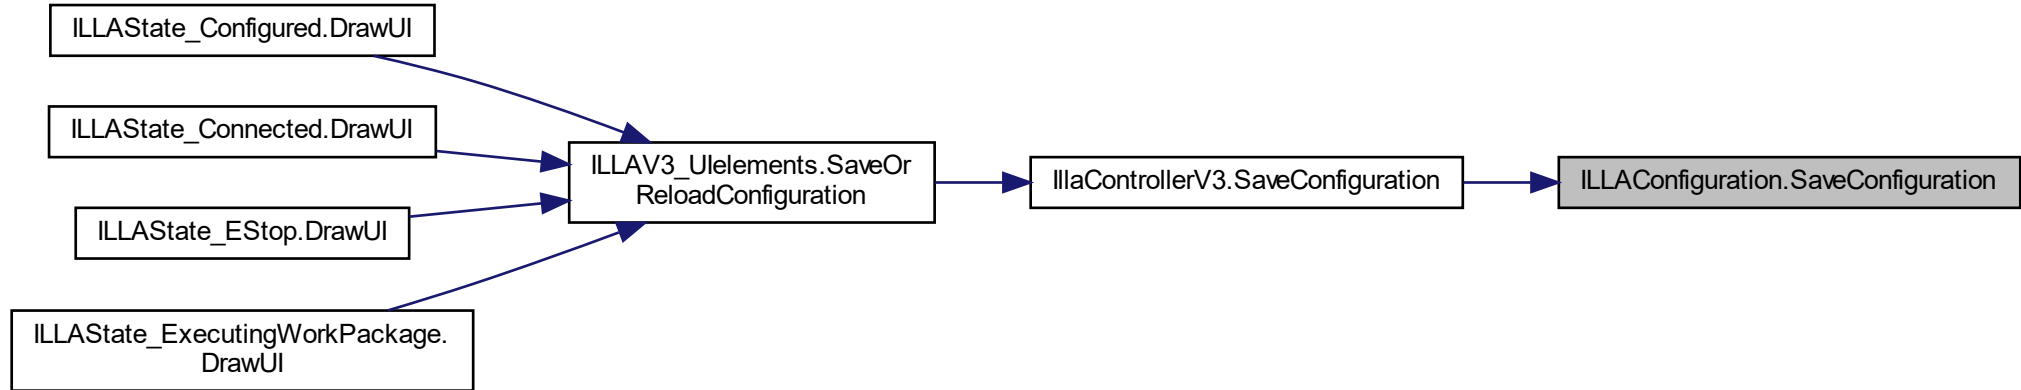 ILLAState_Configured.DrawUI
ILLAState_Connected.DrawUI
ILLAState_EStop.DrawUI
ILLAState_ExecutingWorkPackage.
DrawUI
ILLAV3_UIelements.SaveOr
ReloadConfiguration
IllaControllerV3.SaveConfiguration
ILLAConfiguration.SaveConfiguration